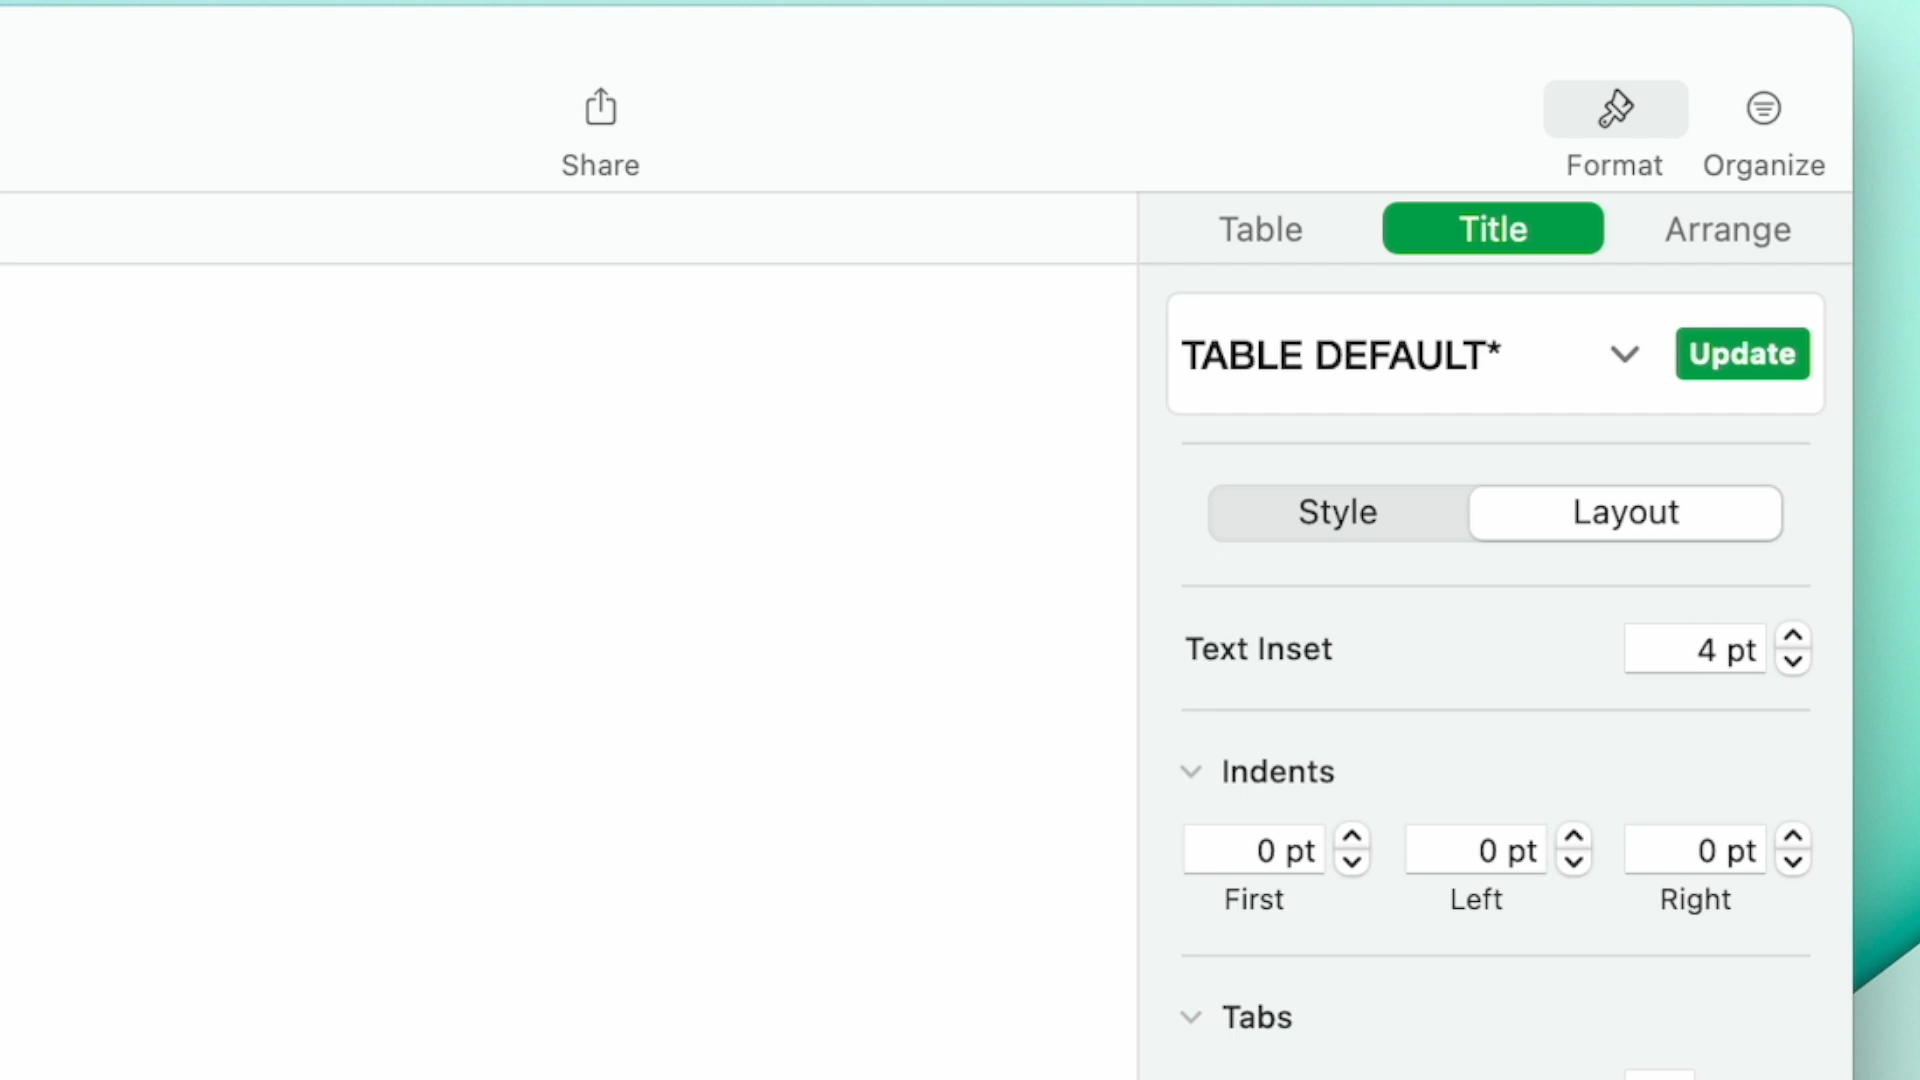 Share
Format
Organize
Table
Title
Arrange
TABLE DEFAULT*
Update
Style
Layout
Text Inset
4 pt
Indents
0 pt
0 pt
0 pt
First
Left
Right
Tabs